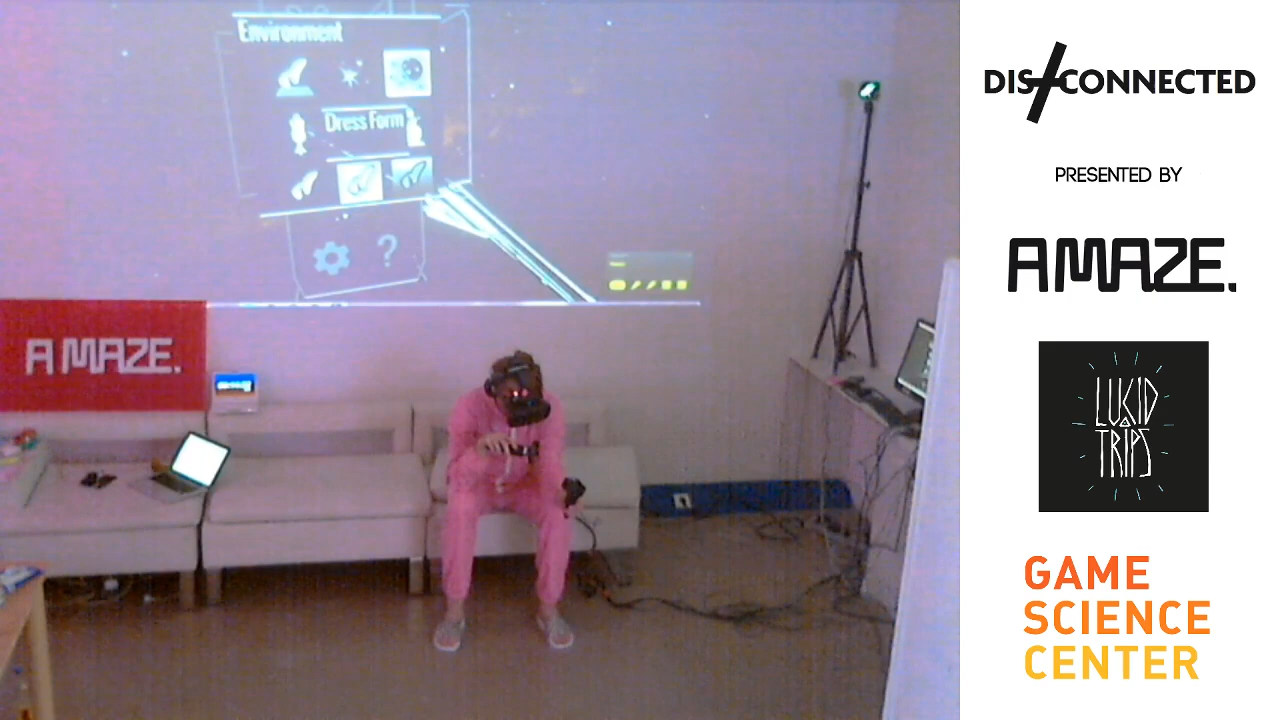 Environment
Dress Form
?
A MAZE.
DIS/CONNECTED
PRESENTED BY
A MAZE.
LUCID
TRIPS
GAME
SCIENCE
CENTER